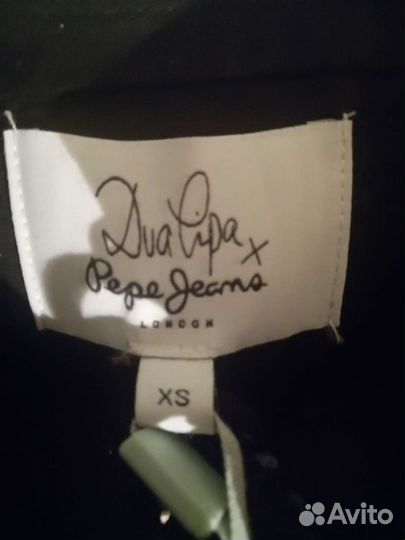 Dua Lipa x
Pepe Jeans
LONDON
XS
Avito